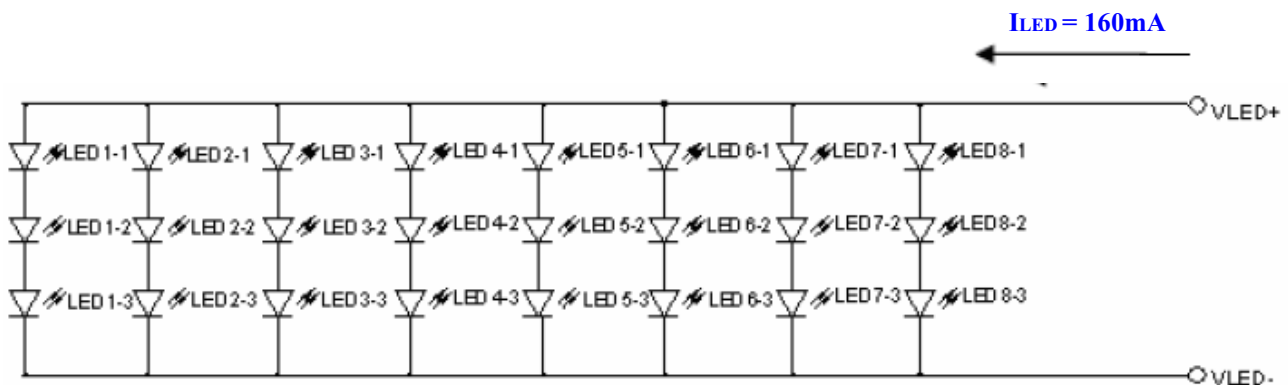 ILED = 160mA
VLED+
LED1-1 LED2-1 LED3-1 LED4-1 LED5-1 LED6-1 LED7-1 LED8-1
LED1-2 LED2-2 LED3-2 LED4-2 LED5-2 LED6-2 LED7-2 LED8-2
LED1-3 LED2-3 LED3-3 LED4-3 LED5-3 LED6-3 LED7-3 LED8-3
VLED-